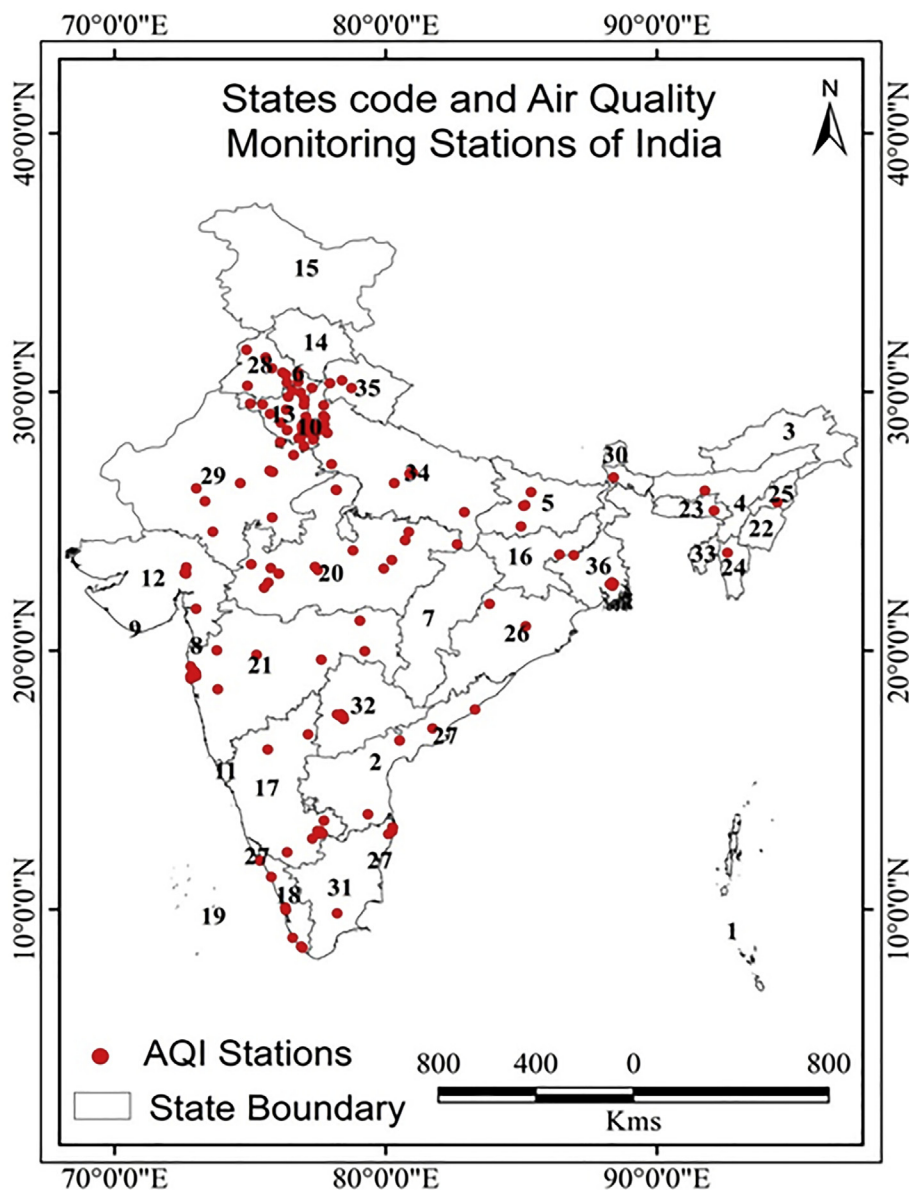 70°0'0"E 80°0'0"E 90°0'0"E
States code and Air Quality
Monitoring Stations of India
N
40°0'0"N 40°0'0"N
15
14
28 6
35
30°0'0"N 30°0'0"N
13
10
3
30
29 34
5 4 25
23
22
16 33 24
36
12 20
7
9 8 26
21
20°0'0"N 20°0'0"N
32
27
2
11
17
27 27
18 31
19
10°0'0"N 10°0'0"N
1
AQI Stations
800 400 0 800
State Boundary
Kms
70°0'0"E 80°0'0"E 90°0'0"E